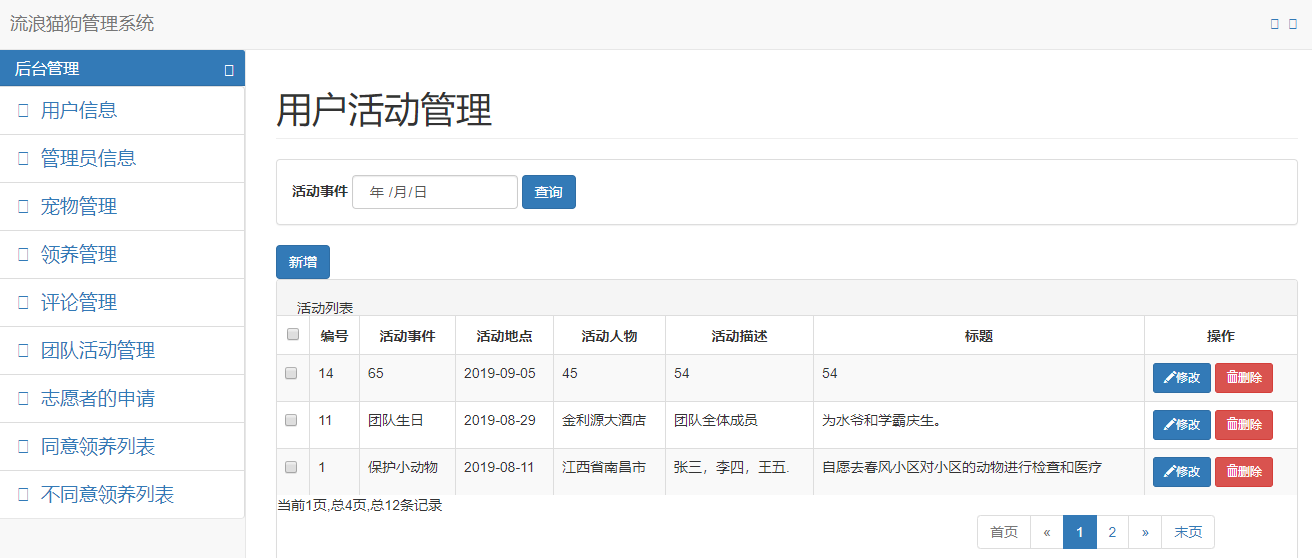 流浪猫狗管理系统
后台管理
用户信息
管理员信息
宠物管理
领养管理
评论管理
团队活动管理
志愿者的申请
同意领养列表
不同意领养列表
用户活动管理
活动事件 年 /月/日 查询
新增
活动列表
编号 活动事件 活动地点 活动人物 活动描述 标题 操作
14 65 2019-09-05 45 54 54 修改 删除
11 团队生日 2019-08-29 金利源大酒店 团队全体成员 为水爷和学霸庆生。 修改 删除
1 保护小动物 2019-08-11 江西省南昌市 张三，李四，王五. 自愿去春风小区对小区的动物进行检查和医疗 修改 删除
当前1页,总4页,总12条记录
首页 « 1 2 » 末页